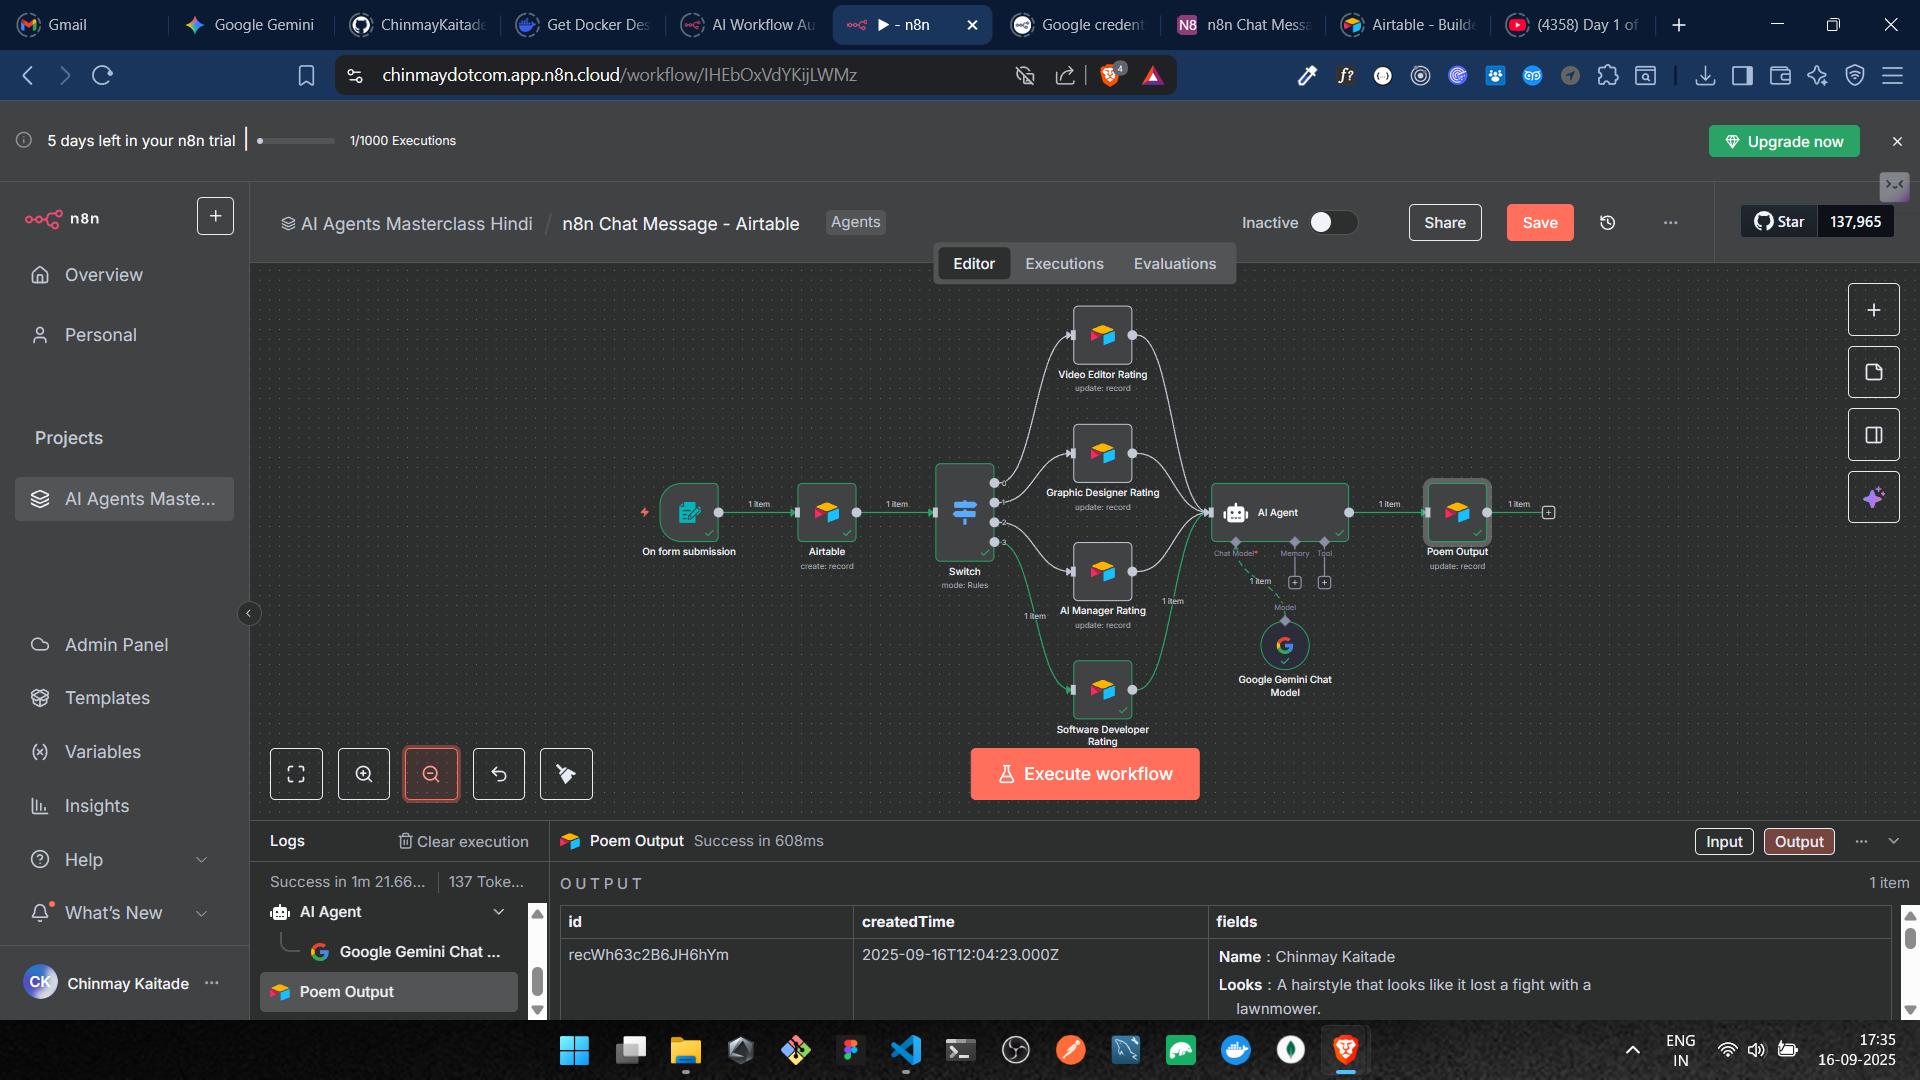 Gmail
Google Gemini
ChinmayKaitade
Get Docker Des
AI Workflow Au
▶ - n8n
Google credent
N8
n8n Chat Messa
Airtable - Builde
(4358) Day 1 of
chinmaydotcom.app.n8n.cloud/workflow/IHEbOxVdYKijLWMz
4
f?
5 days left in your n8n trial
1/1000 Executions
Upgrade now
n8n
AI Agents Masterclass Hindi / n8n Chat Message - Airtable
Agents
Inactive
Share
Save
Star
137,965
Editor
Executions
Evaluations
Overview
Personal
Projects
AI Agents Maste...
Admin Panel
Templates
Variables
Insights
Help
What's New
CK
Chinmay Kaitade
On form submission
1 item
Airtable
create: record
1 item
Switch
mode: Rules
0
1
2
3
Video Editor Rating
update: record
Graphic Designer Rating
update: record
AI Manager Rating
update: record
1 item
1 item
Software Developer
Rating
AI Agent
Chat Model*
Memory
Tool
1 item
Model
Google Gemini Chat
Model
1 item
Poem Output
update: record
1 item
Execute workflow
Logs
Clear execution
Success in 1m 21.66...
137 Toke...
AI Agent
Google Gemini Chat ...
Poem Output
Poem Output
Success in 608ms
Input
Output
OUTPUT
1 item
id
createdTime
fields
recWh63c2B6JH6hYm
2025-09-16T12:04:23.000Z
Name : Chinmay Kaitade
Looks : A hairstyle that looks like it lost a fight with a
lawnmower.
ENG
IN
17:35
16-09-2025